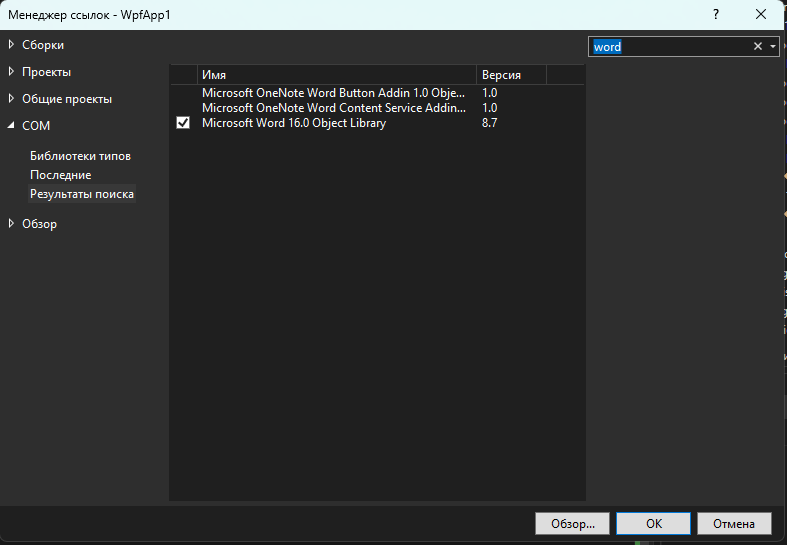 Менеджер ссылок - WpfApp1
?
word
Сборки
Проекты
Общие проекты
COM
Библиотеки типов
Последние
Результаты поиска
Обзор
Имя Версия
Microsoft OneNote Word Button Addin 1.0 Obje... 1.0
Microsoft OneNote Word Content Service Addin... 1.0
Microsoft Word 16.0 Object Library 8.7
Обзор... ОК Отмена